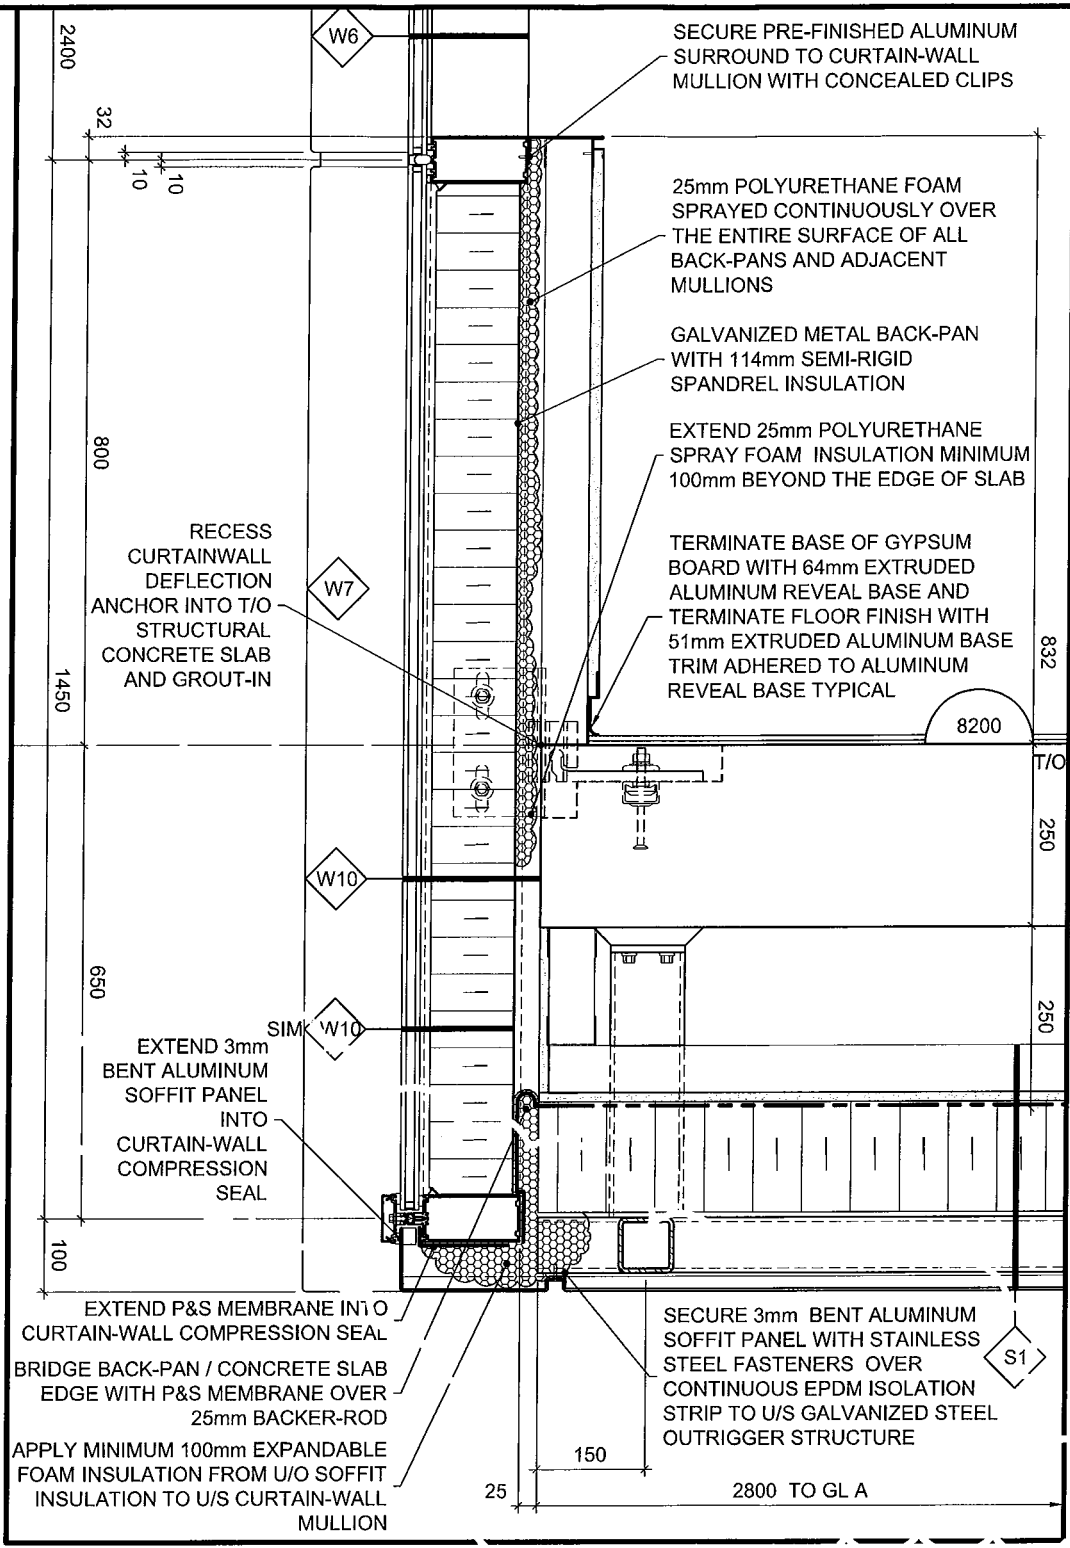 SECURE PRE-FINISHED ALUMINUM
SURROUND TO CURTAIN-WALL
MULLION WITH CONCEALED CLIPS
W6
2400
32
10
10
25mm POLYURETHANE FOAM
SPRAYED CONTINUOUSLY OVER
THE ENTIRE SURFACE OF ALL
BACK-PANS AND ADJACENT
MULLIONS
GALVANIZED METAL BACK-PAN
WITH 114mm SEMI-RIGID
SPANDREL INSULATION
EXTEND 25mm POLYURETHANE
SPRAY FOAM INSULATION MINIMUM
100mm BEYOND THE EDGE OF SLAB
800
RECESS
CURTAINWALL
DEFLECTION
ANCHOR INTO T/O
STRUCTURAL
CONCRETE SLAB
AND GROUT-IN
W7
TERMINATE BASE OF GYPSUM
BOARD WITH 64mm EXTRUDED
ALUMINUM REVEAL BASE AND
TERMINATE FLOOR FINISH WITH
51mm EXTRUDED ALUMINUM BASE
TRIM ADHERED TO ALUMINUM
REVEAL BASE TYPICAL
832
1450
8200
T/O
250
W10
650
250
SIM W10
EXTEND 3mm
BENT ALUMINUM
SOFFIT PANEL
INTO
CURTAIN-WALL
COMPRESSION
SEAL
100
EXTEND P&S MEMBRANE INTO
CURTAIN-WALL COMPRESSION SEAL
BRIDGE BACK-PAN / CONCRETE SLAB
EDGE WITH P&S MEMBRANE OVER
25mm BACKER-ROD
APPLY MINIMUM 100mm EXPANDABLE
FOAM INSULATION FROM U/O SOFFIT
INSULATION TO U/S CURTAIN-WALL
MULLION
SECURE 3mm BENT ALUMINUM
SOFFIT PANEL WITH STAINLESS
STEEL FASTENERS OVER
CONTINUOUS EPDM ISOLATION
STRIP TO U/S GALVANIZED STEEL
OUTRIGGER STRUCTURE
S1
150
25
2800 TO GL A